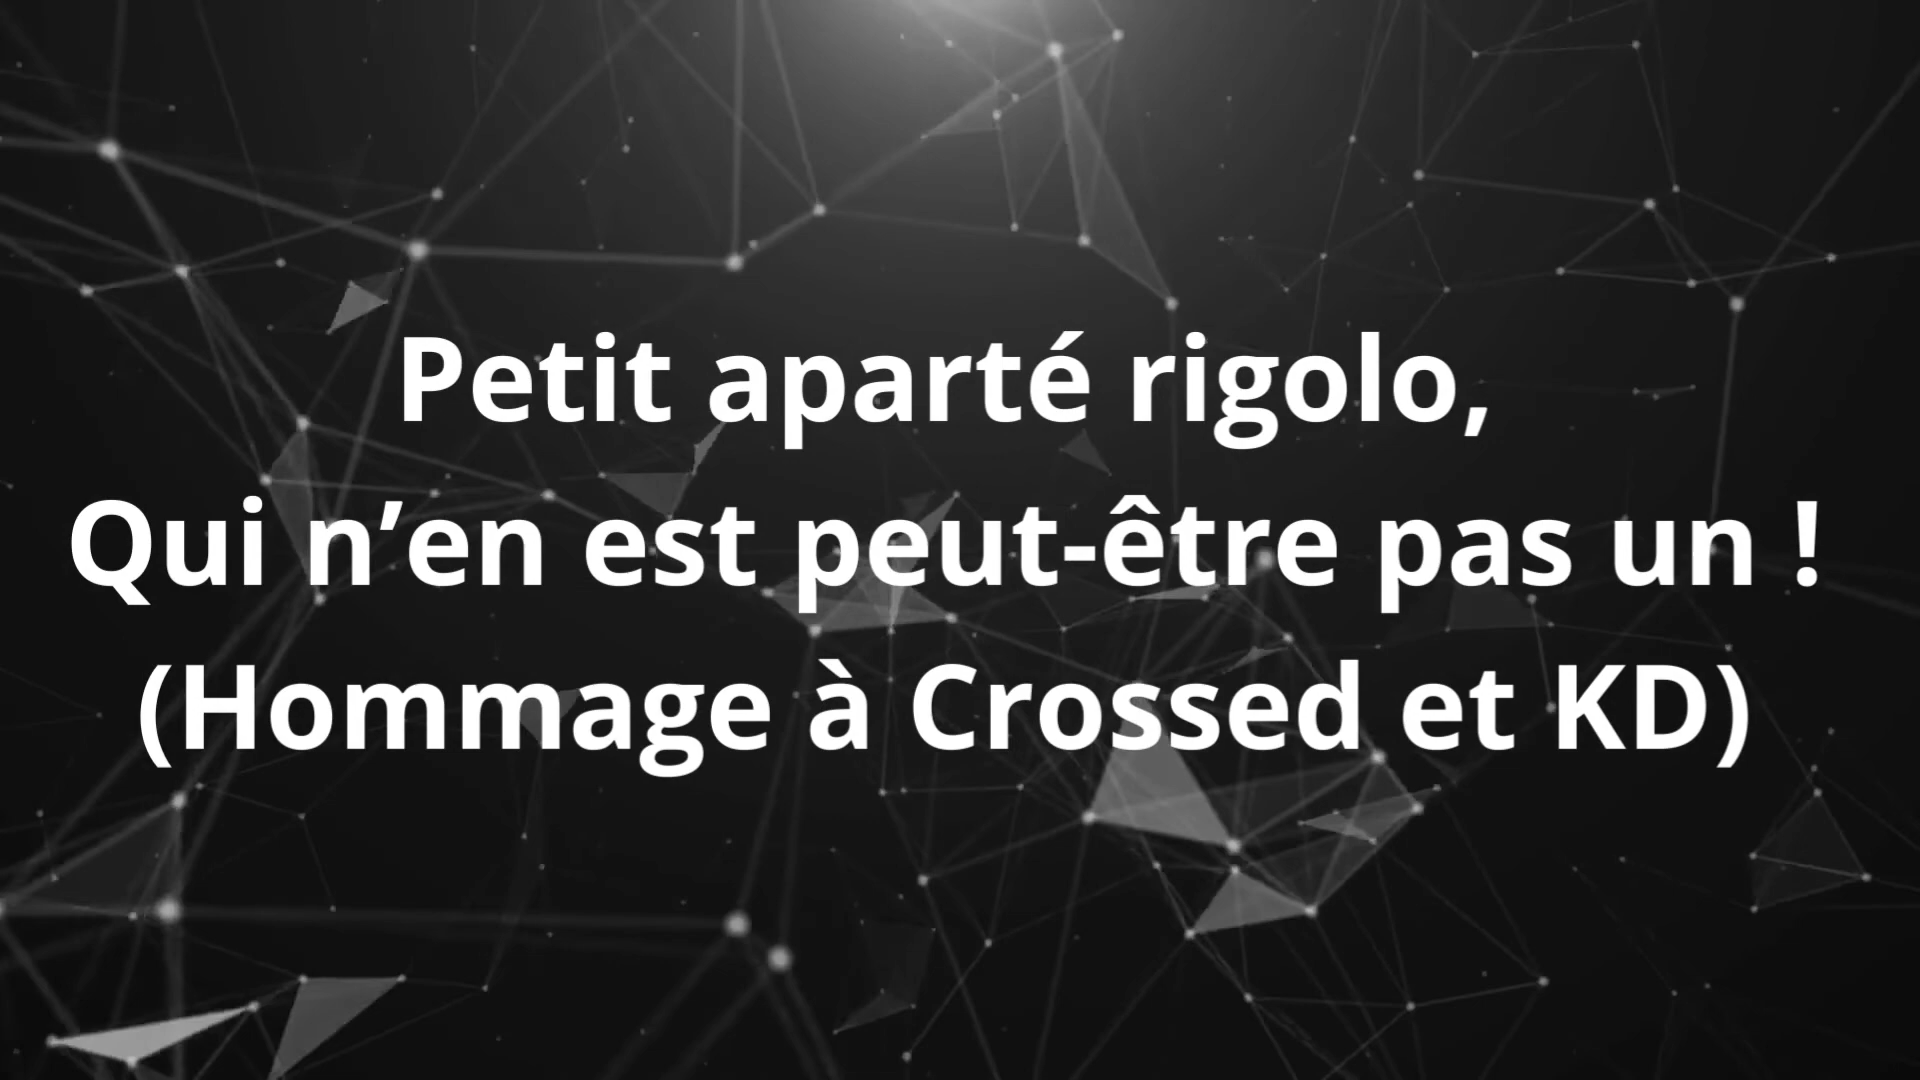 Petit aparté rigolo,
Qui n’en est peut-être pas un !
(Hommage à Crossed et KD)